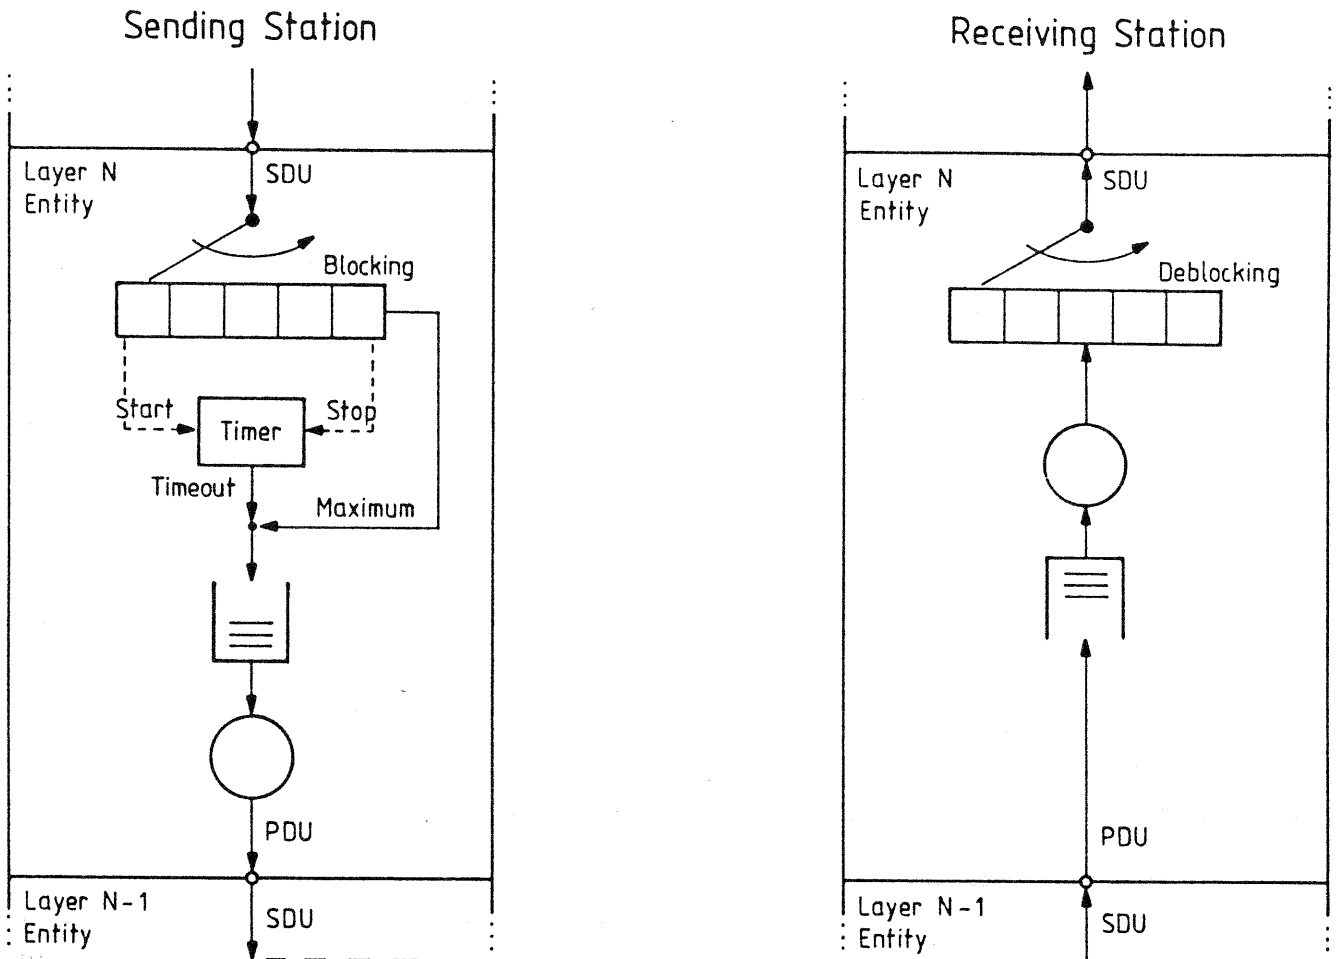 Sending Station
SDU
Layer N
Entity
Blocking
Start
Stop
Timer
Timeout
Maximum
PDU
Layer N-1
Entity
SDU
Receiving Station
Layer N
Entity
SDU
Deblocking
PDU
Layer N-1
Entity
SDU